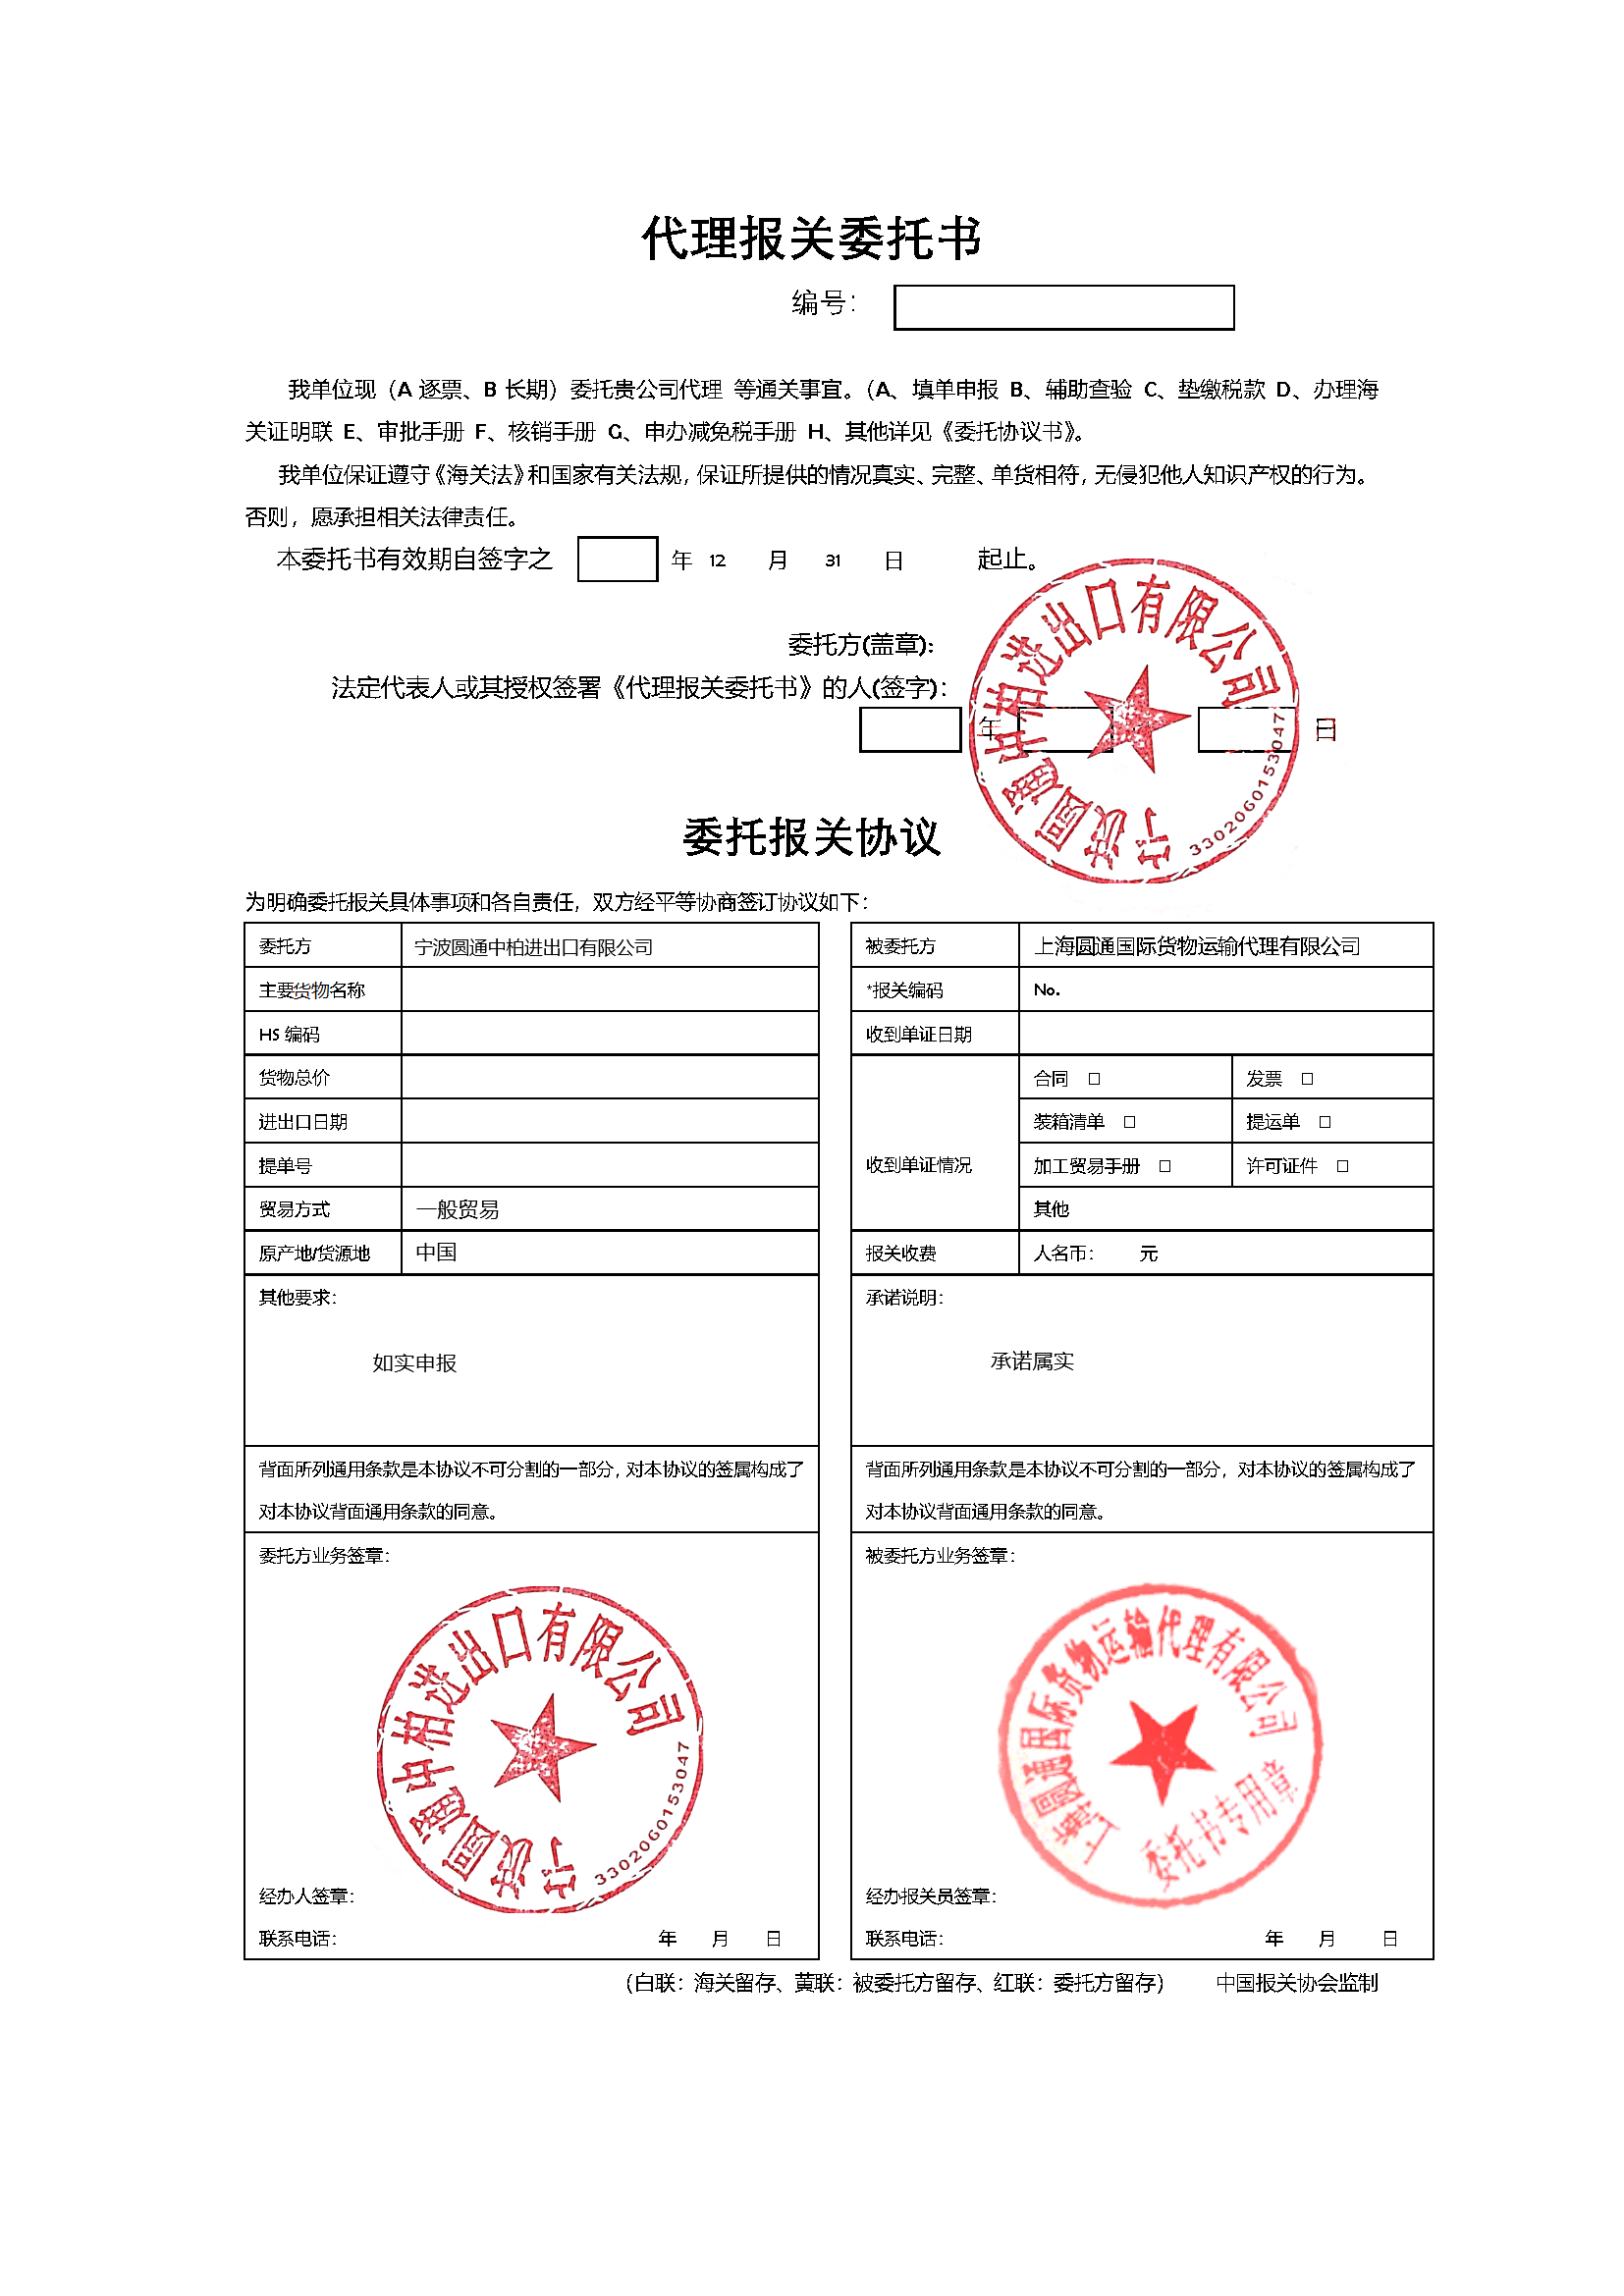 代理报关委托书
编号：
我单位现（A 逐票、B 长期）委托贵公司代理 等通关事宜。（A、填单申报 B、辅助查验 C、垫缴税款 D、办理海
关证明联 E、审批手册 F、核销手册 G、申办减免税手册 H、其他详见《委托协议书》。
我单位保证遵守《海关法》和国家有关法规，保证所提供的情况真实、完整、单货相符，无侵犯他人知识产权的行为。
否则，愿承担相关法律责任。
本委托书有效期自签字之 年 12 月 31 日 起止。
委托方(盖章)：
法定代表人或其授权签署《代理报关委托书》的人(签字)：
年 日
宁波圆通中柏进出口有限公司
3302060153047
委托报关协议
为明确委托报关具体事项和各自责任，双方经平等协商签订协议如下：
委托方 宁波圆通中柏进出口有限公司
主要货物名称
HS 编码
货物总价
进出口日期
提单号
贸易方式 一般贸易
原产地/货源地 中国
其他要求：
如实申报
背面所列通用条款是本协议不可分割的一部分，对本协议的签属构成了
对本协议背面通用条款的同意。
委托方业务签章：
宁波圆通中柏进出口有限公司
3302060153047
经办人签章：
联系电话： 年 月 日
被委托方 上海圆通国际货物运输代理有限公司
*报关编码 No.
收到单证日期
收到单证情况
合同 □ 发票 □
装箱清单 □ 提运单 □
加工贸易手册 □ 许可证件 □
其他
报关收费 人名币： 元
承诺说明：
承诺属实
背面所列通用条款是本协议不可分割的一部分，对本协议的签属构成了
对本协议背面通用条款的同意。
被委托方业务签章：
上海圆通国际货物运输代理有限公司
委托书专用章
经办报关员签章：
联系电话： 年 月 日
（白联：海关留存、黄联：被委托方留存、红联：委托方留存） 中国报关协会监制